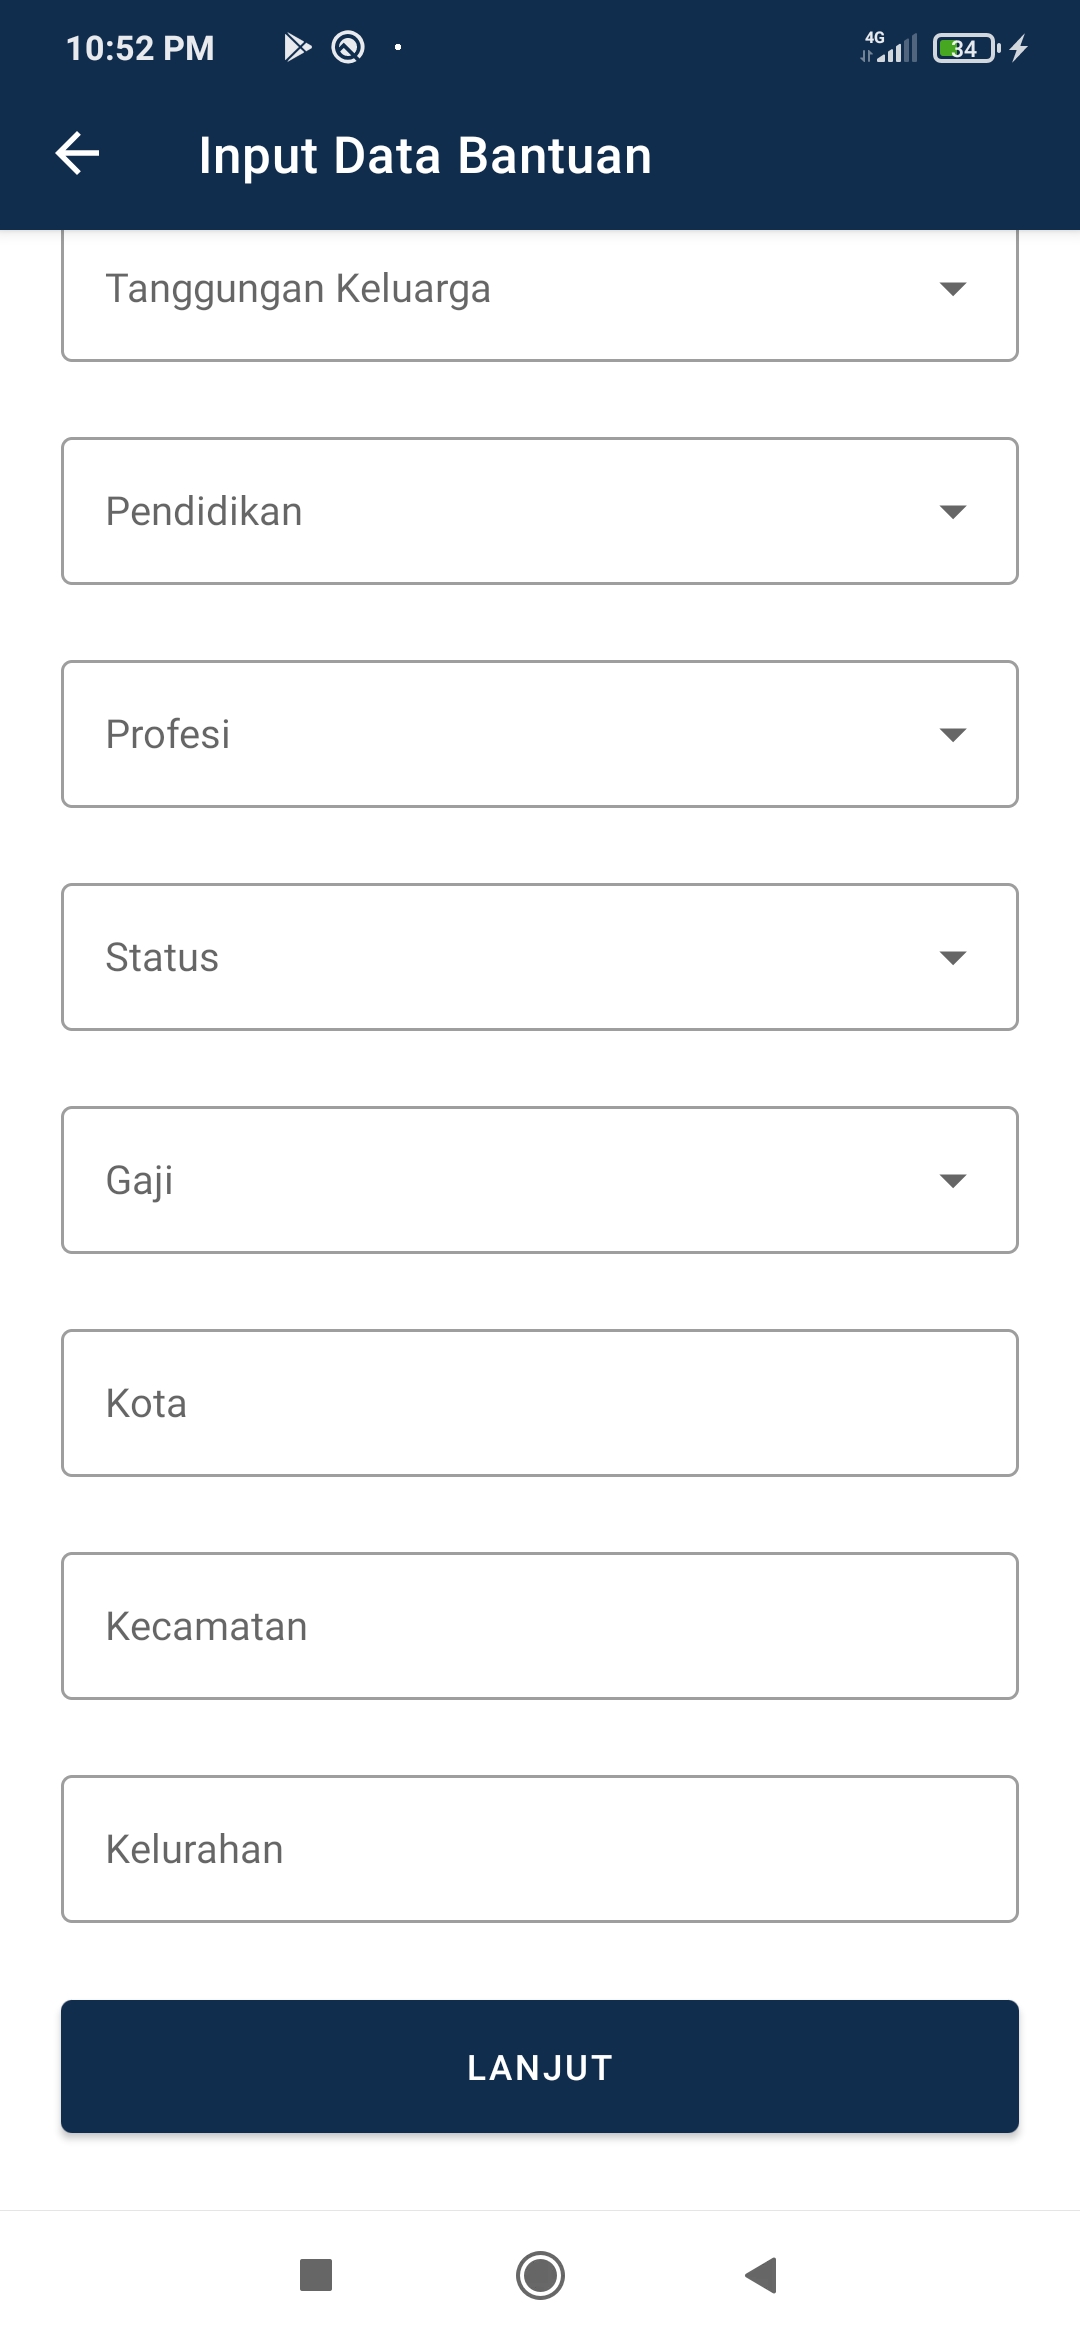 10:52 PM
4G
34
Input Data Bantuan
Tanggungan Keluarga
Pendidikan
Profesi
Status
Gaji
Kota
Kecamatan
Kelurahan
LANJUT